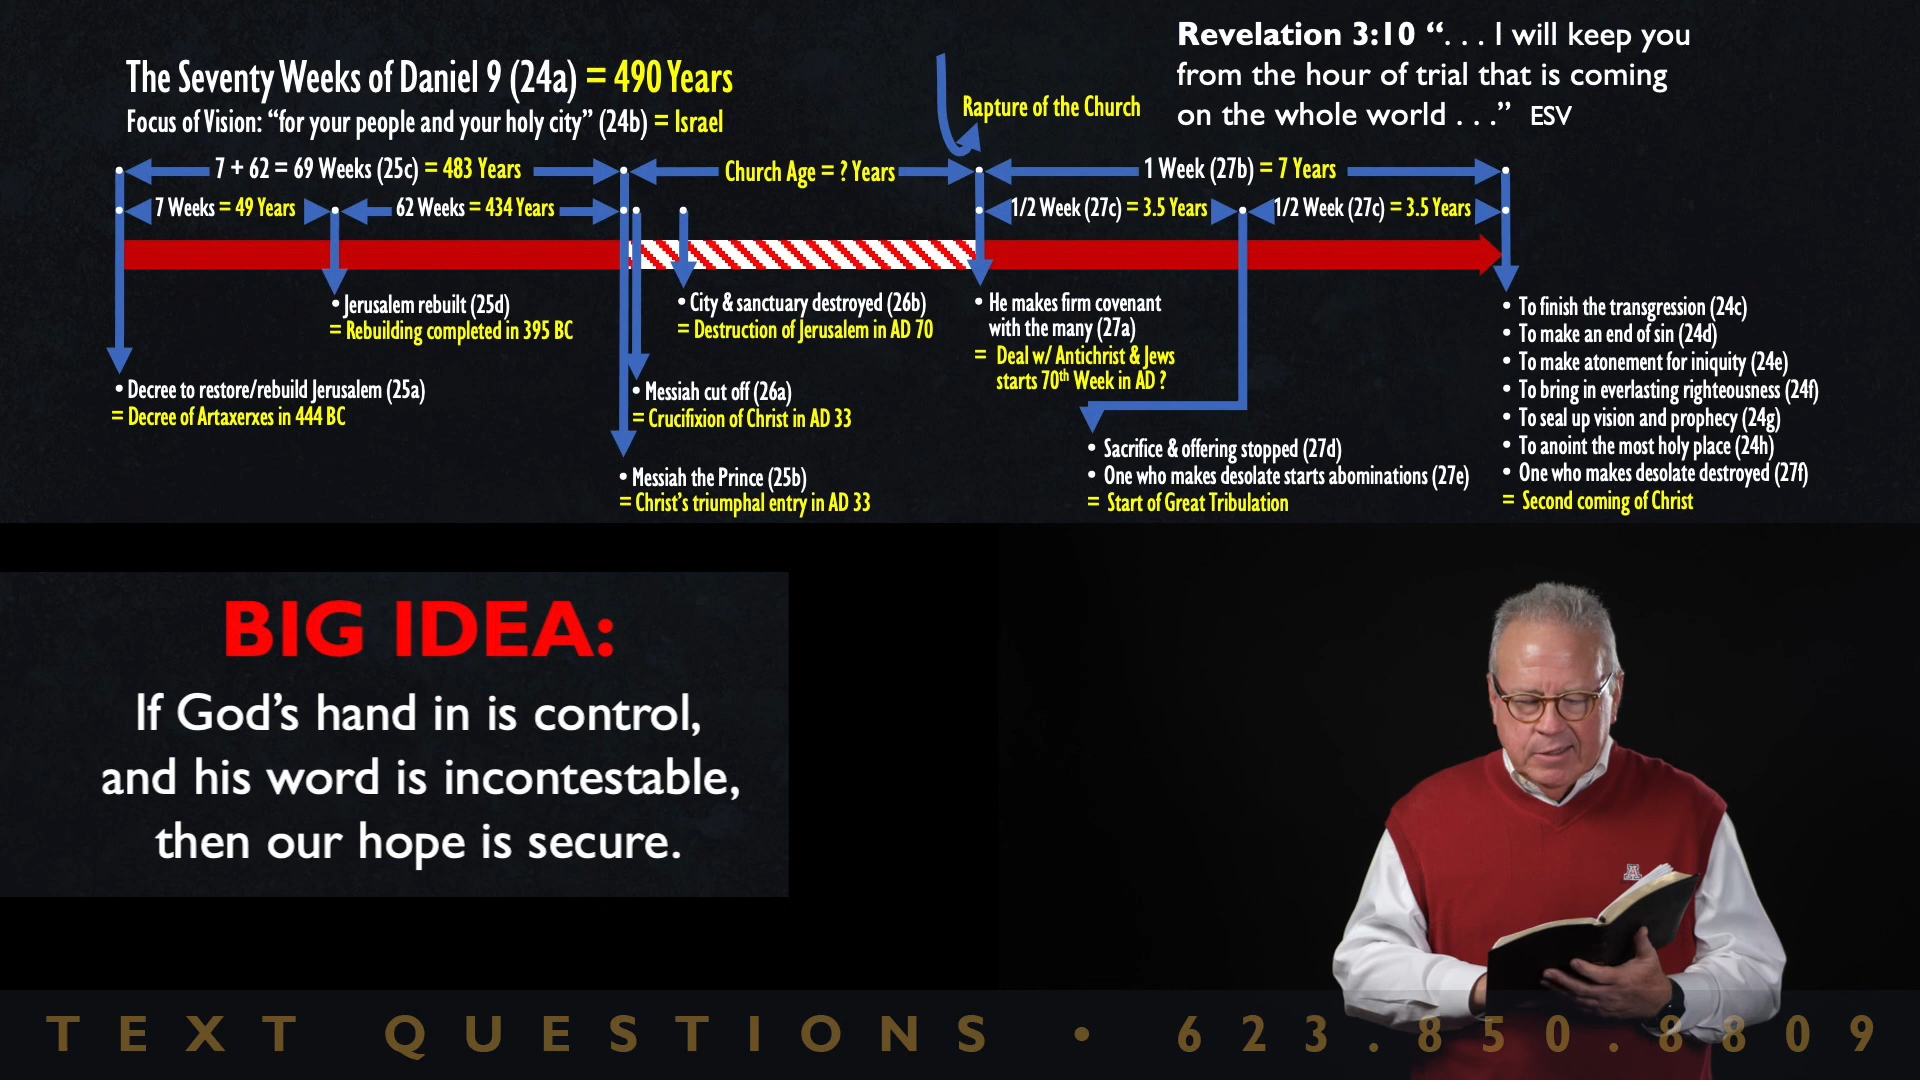 The Seventy Weeks of Daniel 9 (24a) = 490 Years
Focus of Vision: “for your people and your holy city” (24b) = Israel
Rapture of the Church
Revelation 3:10 “. . . I will keep you
from the hour of trial that is coming
on the whole world . . .” ESV
7 + 62 = 69 Weeks (25c) = 483 Years
Church Age = ? Years
1 Week (27b) = 7 Years
7 Weeks = 49 Years
62 Weeks = 434 Years
1/2 Week (27c) = 3.5 Years
1/2 Week (27c) = 3.5 Years
• Jerusalem rebuilt (25d)
= Rebuilding completed in 395 BC
• Decree to restore/rebuild Jerusalem (25a)
= Decree of Artaxerxes in 444 BC
• City & sanctuary destroyed (26b)
= Destruction of Jerusalem in AD 70
• Messiah cut off (26a)
= Crucifixion of Christ in AD 33
• Messiah the Prince (25b)
= Christ’s triumphal entry in AD 33
• He makes firm covenant
with the many (27a)
= Deal w/ Antichrist & Jews
starts 70th Week in AD ?
• Sacrifice & offering stopped (27d)
• One who makes desolate starts abominations (27e)
= Start of Great Tribulation
• To finish the transgression (24c)
• To make an end of sin (24d)
• To make atonement for iniquity (24e)
• To bring in everlasting righteousness (24f)
• To seal up vision and prophecy (24g)
• To anoint the most holy place (24h)
• One who makes desolate destroyed (27f)
= Second coming of Christ
BIG IDEA:
If God’s hand in is control,
and his word is incontestable,
then our hope is secure.
A
TEXT QUESTIONS • 623.850.8809